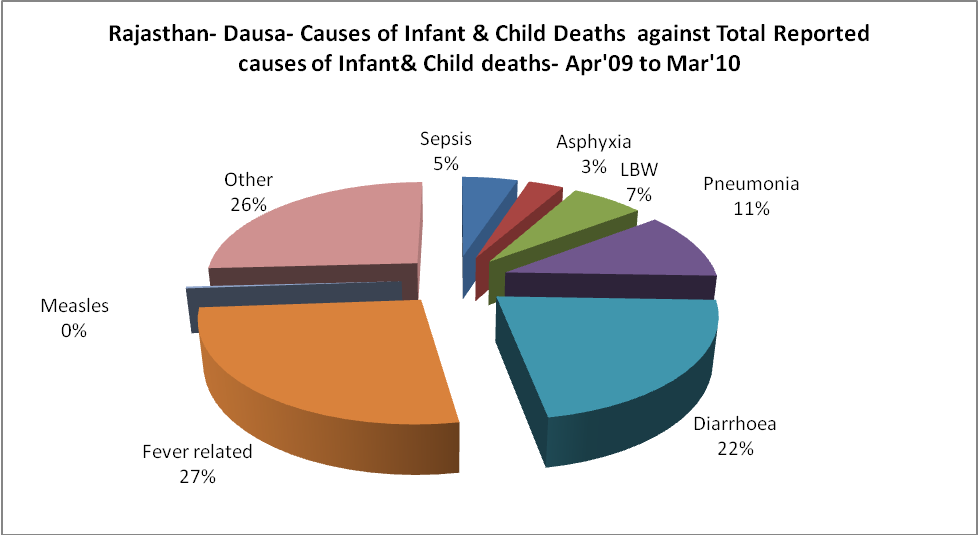 Rajasthan- Dausa- Causes of Infant & Child Deaths  against Total Reported
causes of Infant& Child deaths- Apr'09 to Mar'10
Sepsis
5%
Asphyxia
3%
LBW
7%
Pneumonia
11%
Diarrhoea
22%
Fever related
27%
Measles
0%
Other
26%